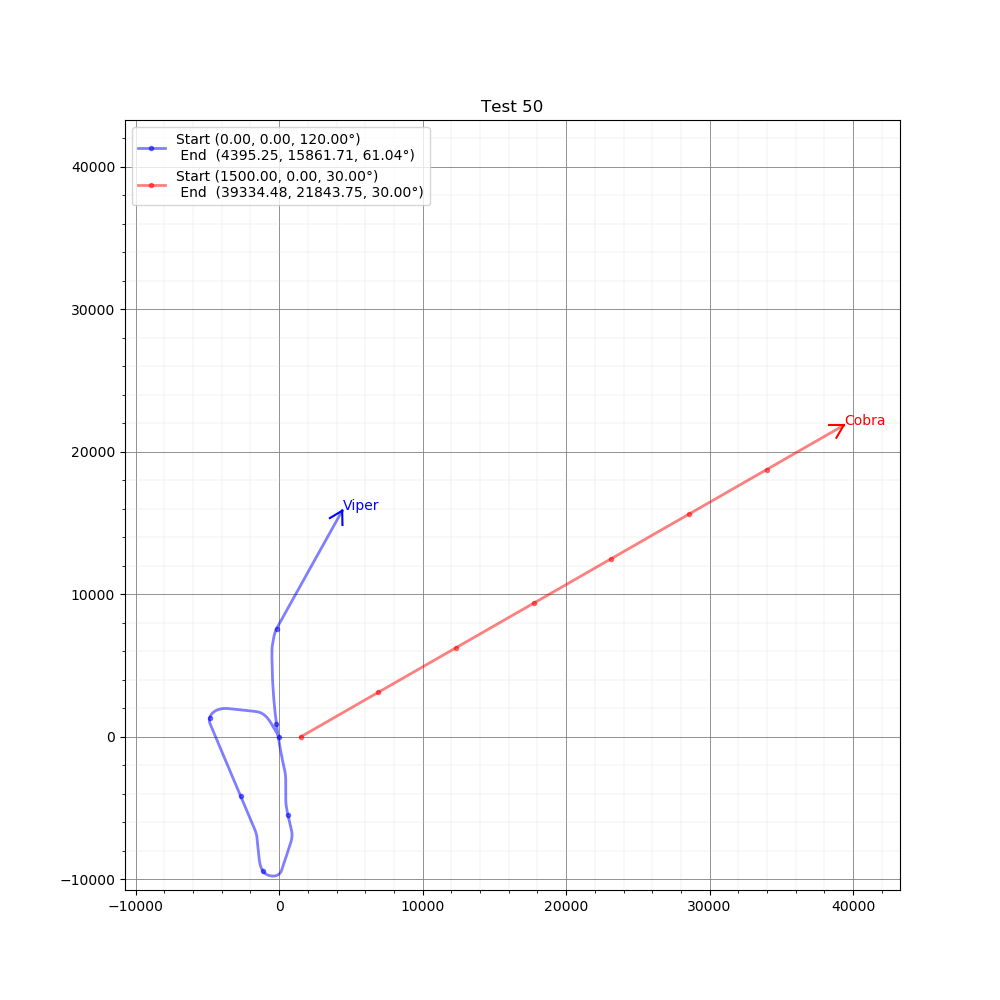 Test 50
Start (0.00, 0.00, 120.00°)
End (4395.25, 15861.71, 61.04°)
Start (1500.00, 0.00, 30.00°)
End (39334.48, 21843.75, 30.00°)
40000
30000
20000
10000
0
−10000
Cobra
Viper
−10000 0 10000 20000 30000 40000